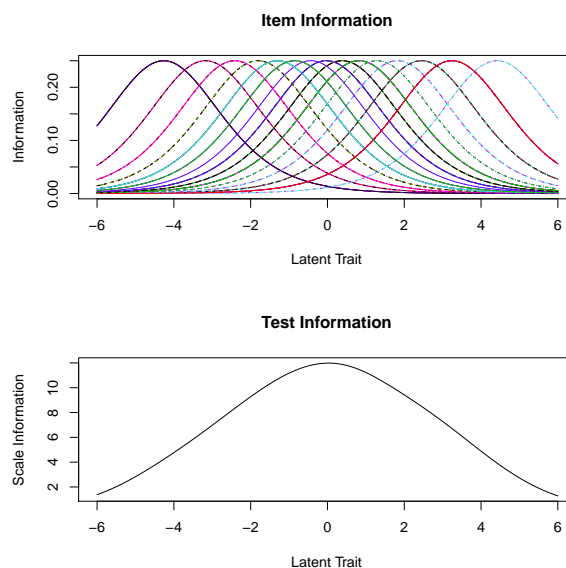 Item Information
Information
0.20
0.10
0.00
−6 −4 −2 0 2 4 6
Latent Trait
Test Information
Scale Information
10
8
6
4
2
−6 −4 −2 0 2 4 6
Latent Trait